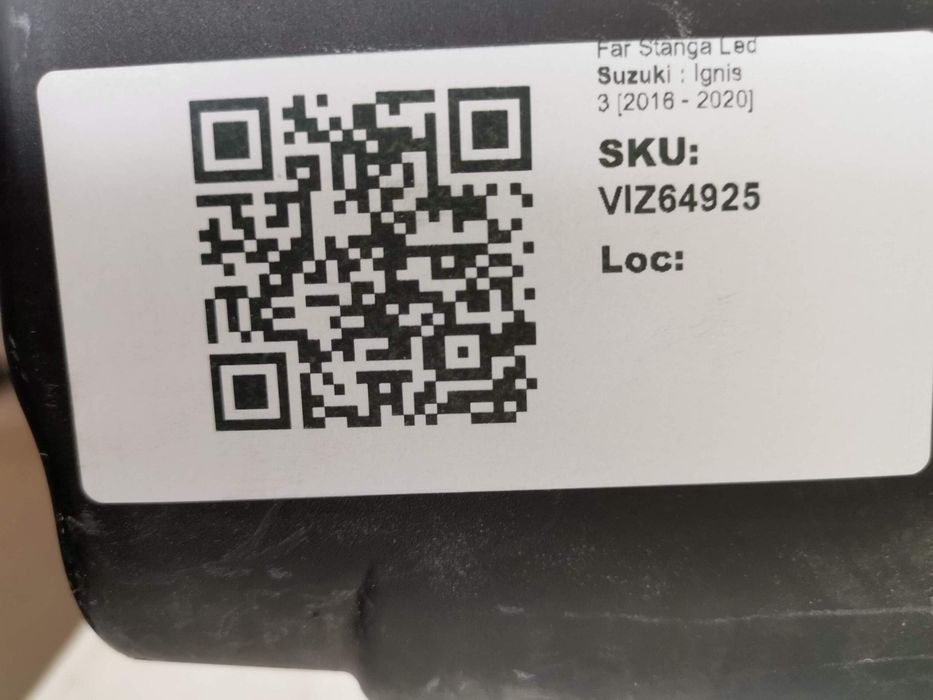 Far Stanga Led
Suzuki : Ignis
3 [2016 - 2020]
SKU:
VIZ64925
Loc: